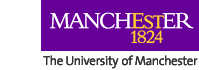 MANCHESTER
1824
The University of Manchester